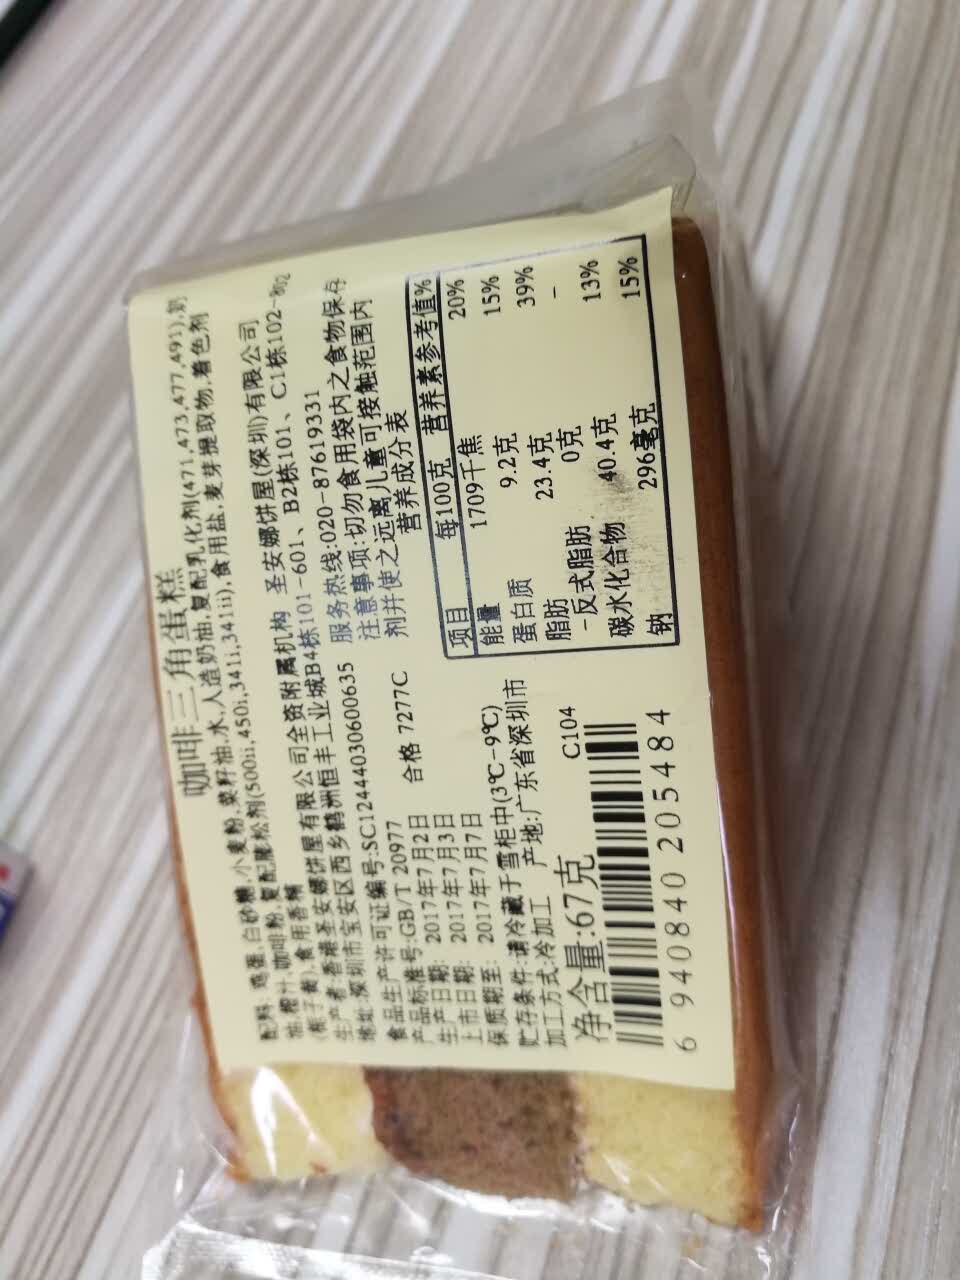 咖啡三角蛋糕
配料:鸡蛋,白砂糖,小麦粉,菜籽油,水,人造奶油,复配乳化剂(471,473,477,491),奶
油,橙汁,咖啡粉,复配膨松剂(500ii,450i,341i,341ii),食用盐,麦芽提取物,着色剂
食用香精
生产者:香港圣安娜饼屋有限公司全资附属机构 圣安娜饼屋(深圳)有限公司
地址:深圳市宝安区西乡鹤洲恒丰工业城B4栋101-601、B2栋101、C1栋102-802
食品生产许可证编号:SC12444030600635
产品标准号:GB/T 20977
生产日期: 2017年7月2日 合格 7277C
上市日期: 2017年7月3日
保质期至: 2017年7月7日
贮存条件:请冷藏于雪柜中(3℃-9℃)
加工方式:冷加工 产地:广东省深圳市
净含量:67克 C104
6 940840 205484
服务热线:020-87619331
注意事项:切勿食用袋内之食物保存
剂并使之远离儿童可接触范围内
营养成分表
项目 每100克 营养素参考值%
能量 1709千焦 20%
蛋白质 9.2克 15%
脂肪 23.4克 39%
-反式脂肪 0克 -
碳水化合物 40.4克 13%
钠 296毫克 15%